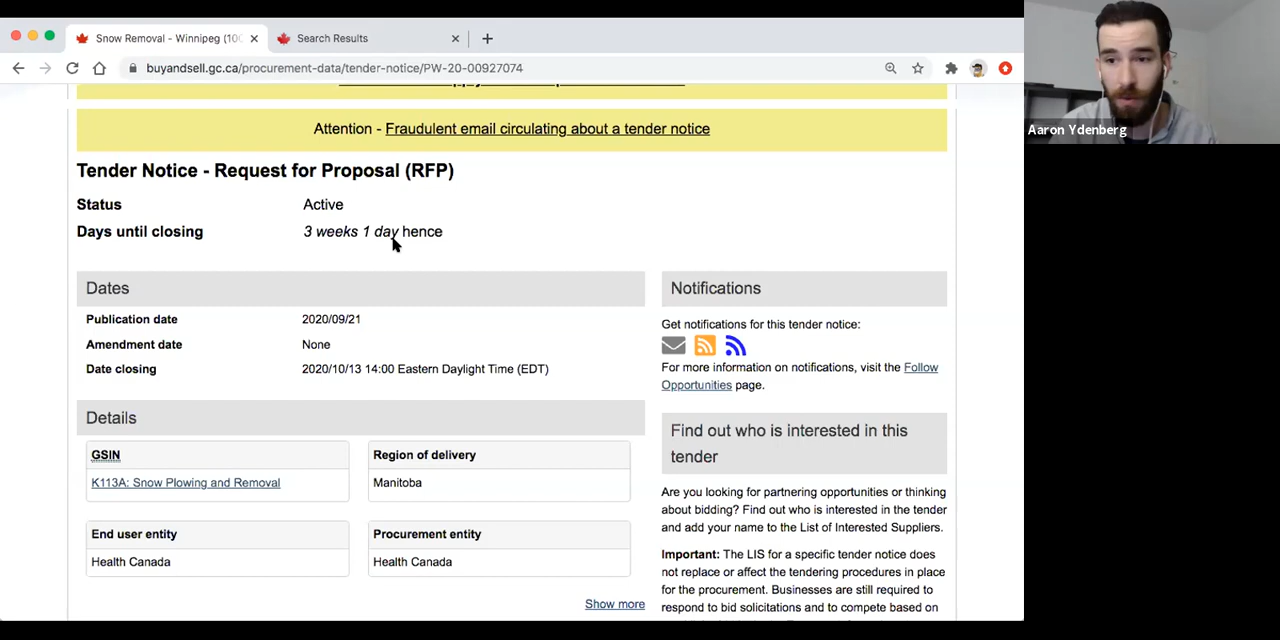 Snow Removal - Winnipeg (100
Search Results
buyandsell.gc.ca/procurement-data/tender-notice/PW-20-00927074
Attention - Fraudulent email circulating about a tender notice
Tender Notice - Request for Proposal (RFP)
Status Active
Days until closing 3 weeks 1 day hence
Dates
Publication date 2020/09/21
Amendment date None
Date closing 2020/10/13 14:00 Eastern Daylight Time (EDT)
Details
GSIN
K113A: Snow Plowing and Removal
Region of delivery
Manitoba
End user entity
Health Canada
Procurement entity
Health Canada
Show more
Notifications
Get notifications for this tender notice:
For more information on notifications, visit the Follow
Opportunities page.
Find out who is interested in this
tender
Are you looking for partnering opportunities or thinking
about bidding? Find out who is interested in the tender
and add your name to the List of Interested Suppliers.
Important: The LIS for a specific tender notice does
not replace or affect the tendering procedures in place
for the procurement. Businesses are still required to
respond to bid solicitations and to compete based on
Aaron Ydenberg